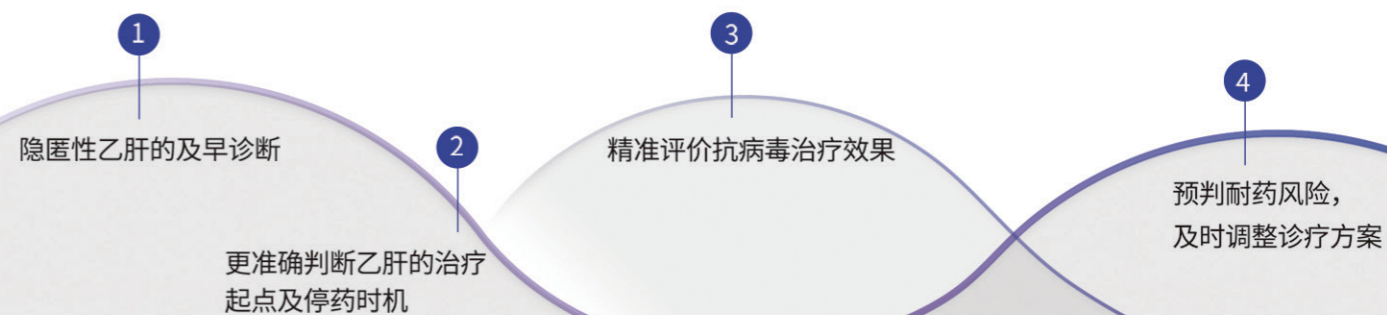 1
隐匿性乙肝的及早诊断
2
更准确判断乙肝的治疗
起点及停药时机
3
精准评价抗病毒治疗效果
4
预判耐药风险，
及时调整诊疗方案